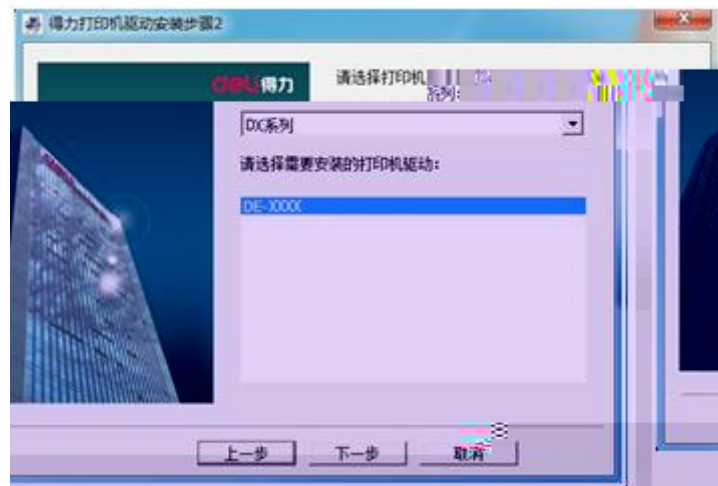 得力打印机驱动安装步骤2
deli得力
请选择打印机
系列:
DX系列
请选择需要安装的打印机驱动:
DE-XXXX
上一步
下一步
取消